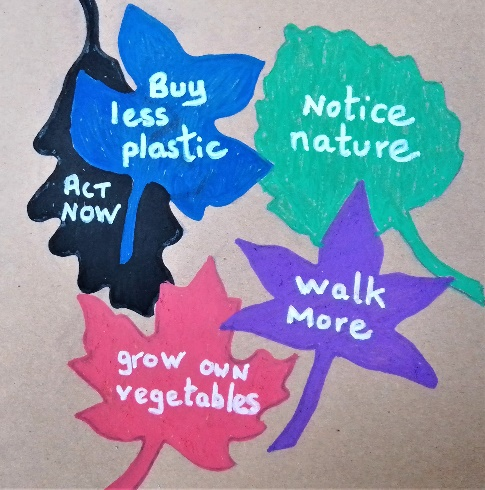 Buy
less
plastic
Notice
nature
ACT
NOW
Walk
More
grow own
vegetables